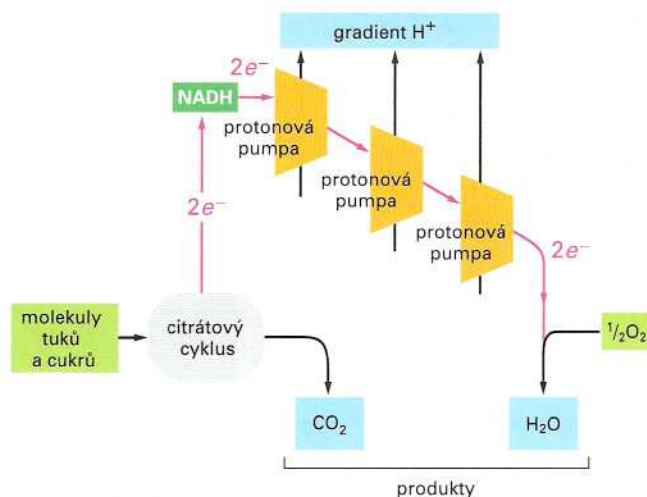 gradient H⁺
2e⁻
NADH
protonová
pumpa
protonová
pumpa
protonová
pumpa
2e⁻
2e⁻
molekuly
tuků
a cukrů
citrátový
cyklus
½O₂
CO₂
H₂O
produkty